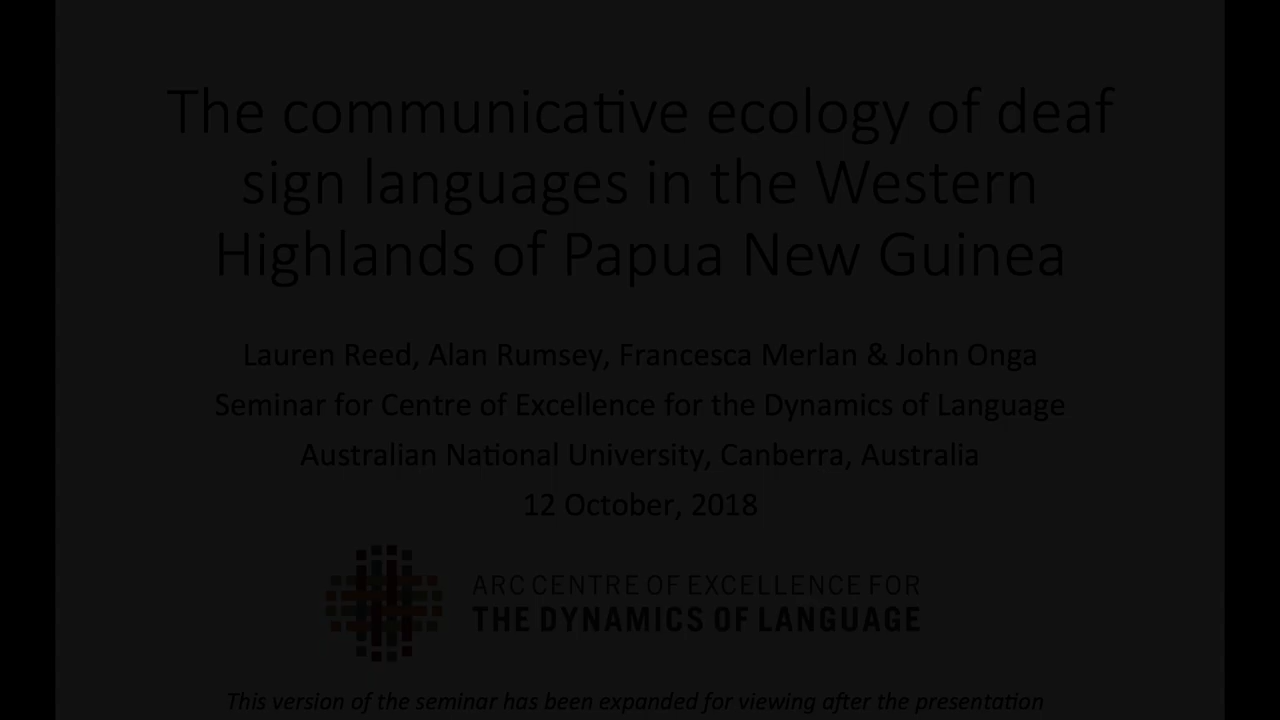 The communicative ecology of deaf
sign languages in the Western
Highlands of Papua New Guinea
Lauren Reed, Alan Rumsey, Francesca Merlan & John Onga
Seminar for Centre of Excellence for the Dynamics of Language
Australian National University, Canberra, Australia
12 October, 2018
ARC CENTRE OF EXCELLENCE FOR
THE DYNAMICS OF LANGUAGE
This version of the seminar has been expanded for viewing after the presentation